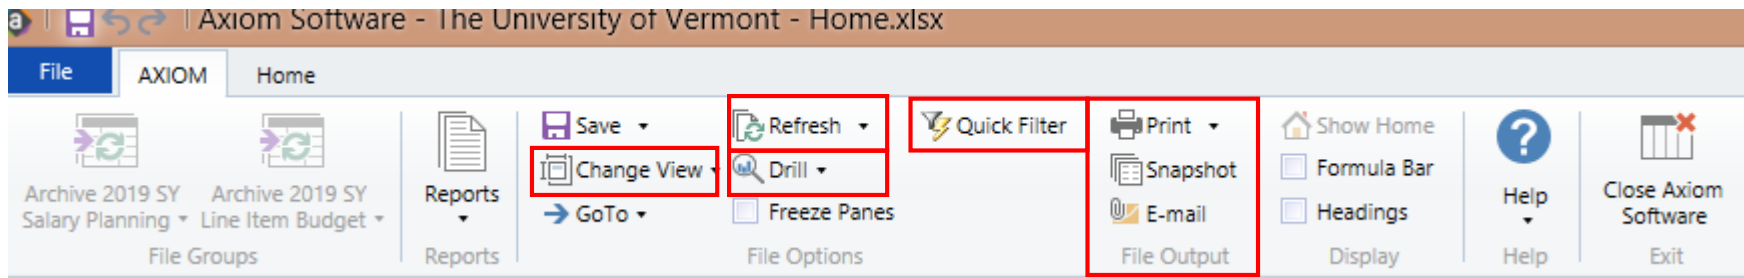 a Axiom Software - The University of Vermont - Home.xlsx
File AXIOM Home
Archive 2019 SY Salary Planning
Archive 2019 SY Line Item Budget
File Groups
Reports
Reports
Save
Change View
GoTo
Refresh
Drill
Freeze Panes
Quick Filter
File Options
Print
Snapshot
E-mail
File Output
Show Home
Formula Bar
Headings
Display
?
Help
Help
Close Axiom
Software
Exit